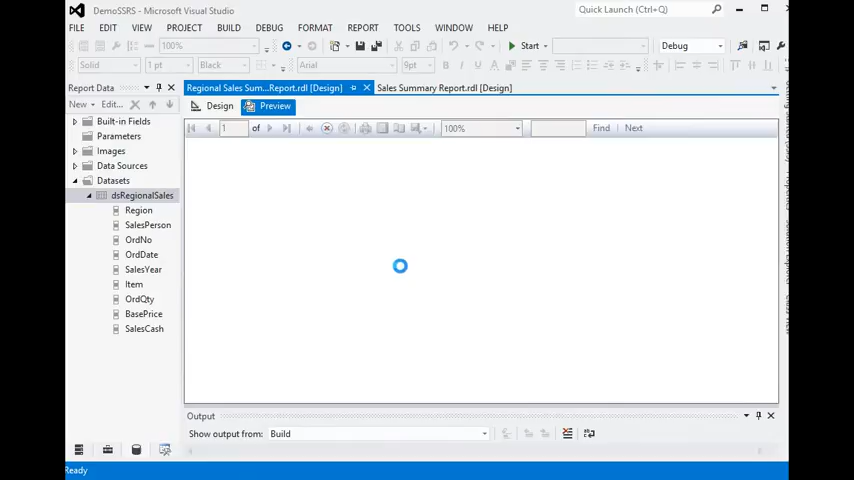 DemoSSRS - Microsoft Visual Studio
Quick Launch (Ctrl+Q)
FILE EDIT VIEW PROJECT BUILD DEBUG FORMAT REPORT TOOLS WINDOW HELP
100% Start Debug
Solid 1 pt Black Arial 9pt
Report Data
Regional Sales Sum...Report.rdl [Design] Sales Summary Report.rdl [Design]
New Edit...
Design Preview
Built-in Fields
Parameters
Images
Data Sources
Datasets
dsRegionalSales
Region
SalesPerson
OrdNo
OrdDate
SalesYear
Item
OrdQty
BasePrice
SalesCash
1 of 100% Find Next
Output
Show output from: Build
Ready